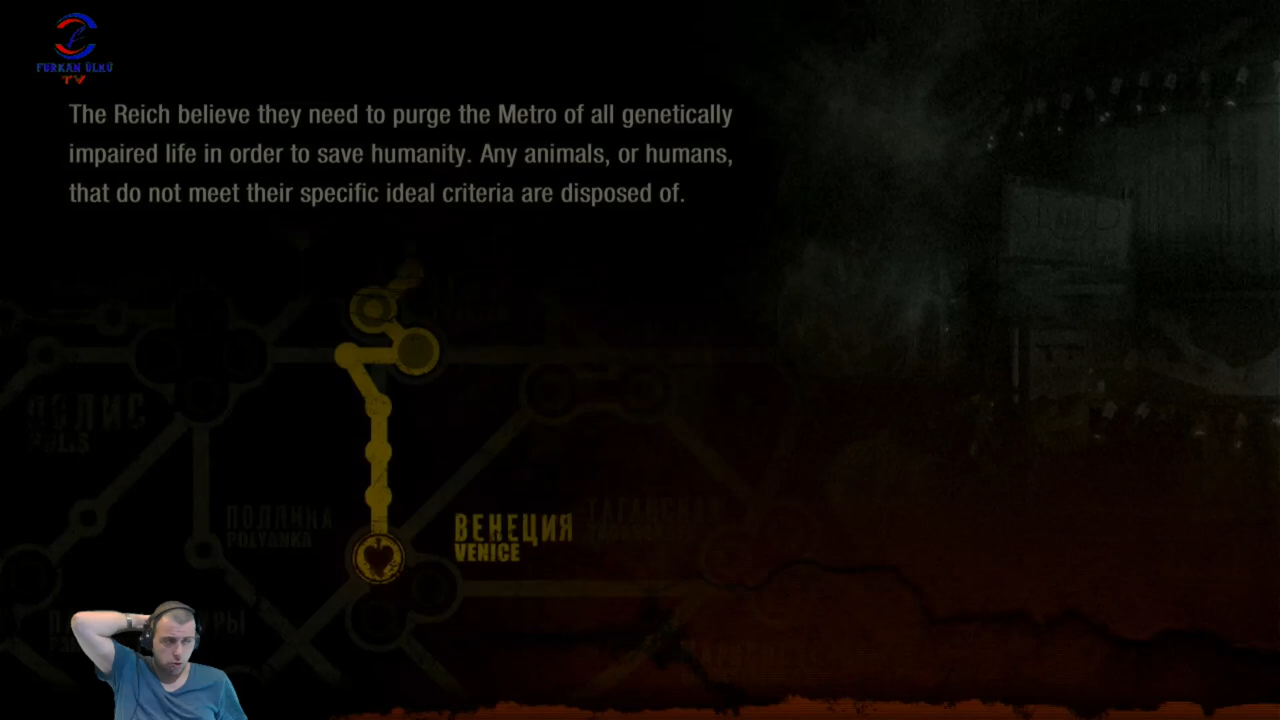 FURKAN ÜLKÜ
TV
The Reich believe they need to purge the Metro of all genetically
impaired life in order to save humanity. Any animals, or humans,
that do not meet their specific ideal criteria are disposed of.
ПОЛИС
POLIS
ПОЛЯНКА
POLYANKA
ВЕНЕЦИЯ
VENICE